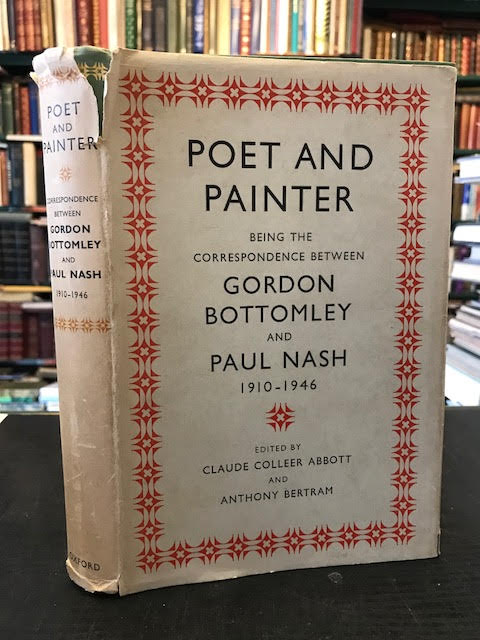 POET
AND
PAINTER
CORRESPONDENCE
BETWEEN
GORDON
BOTTOMLEY
AND
PAUL NASH
1910-1946
OXFORD
POET AND
PAINTER
BEING THE
CORRESPONDENCE BETWEEN
GORDON
BOTTOMLEY
AND
PAUL NASH
1910-1946
EDITED BY
CLAUDE COLLEER ABBOTT
AND
ANTHONY BERTRAM